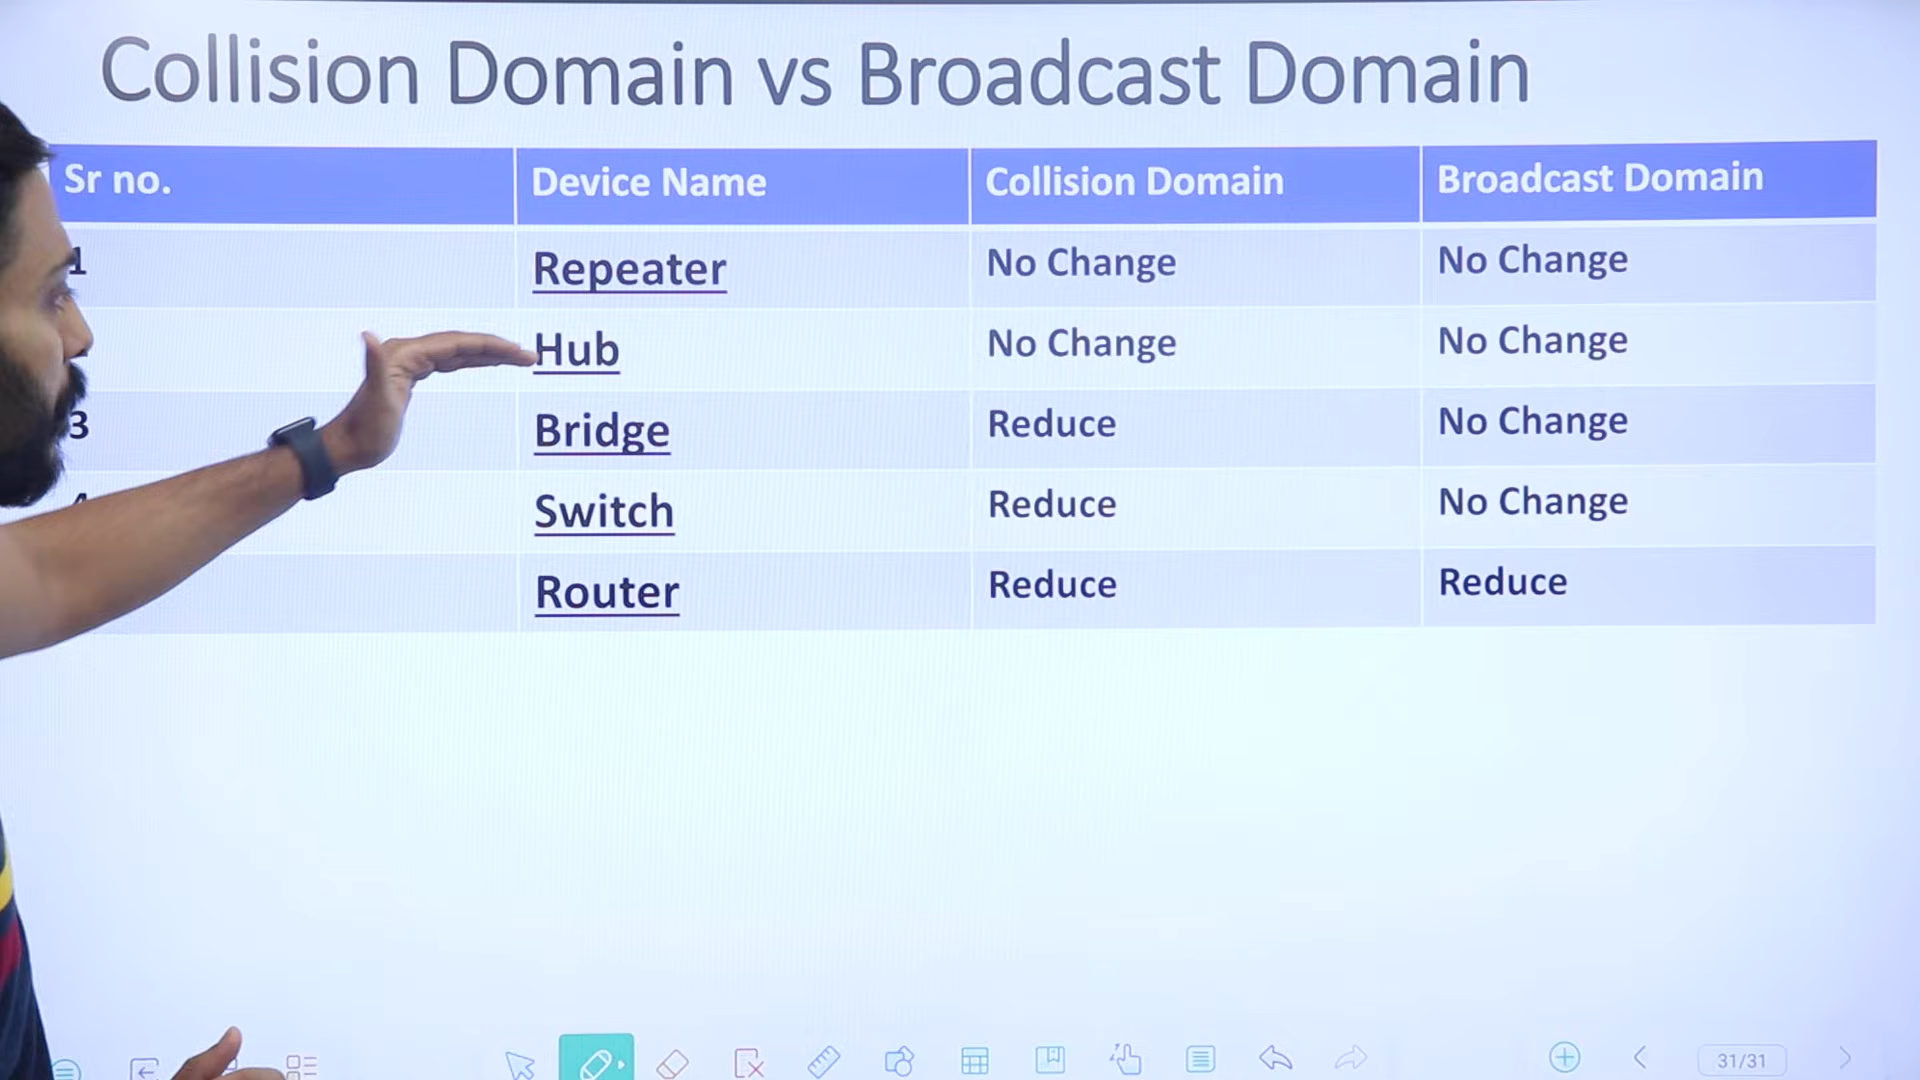 Collision Domain vs Broadcast Domain
Sr no. Device Name Collision Domain Broadcast Domain
1 Repeater No Change No Change
Hub No Change No Change
3 Bridge Reduce No Change
4 Switch Reduce No Change
Router Reduce Reduce
31/31